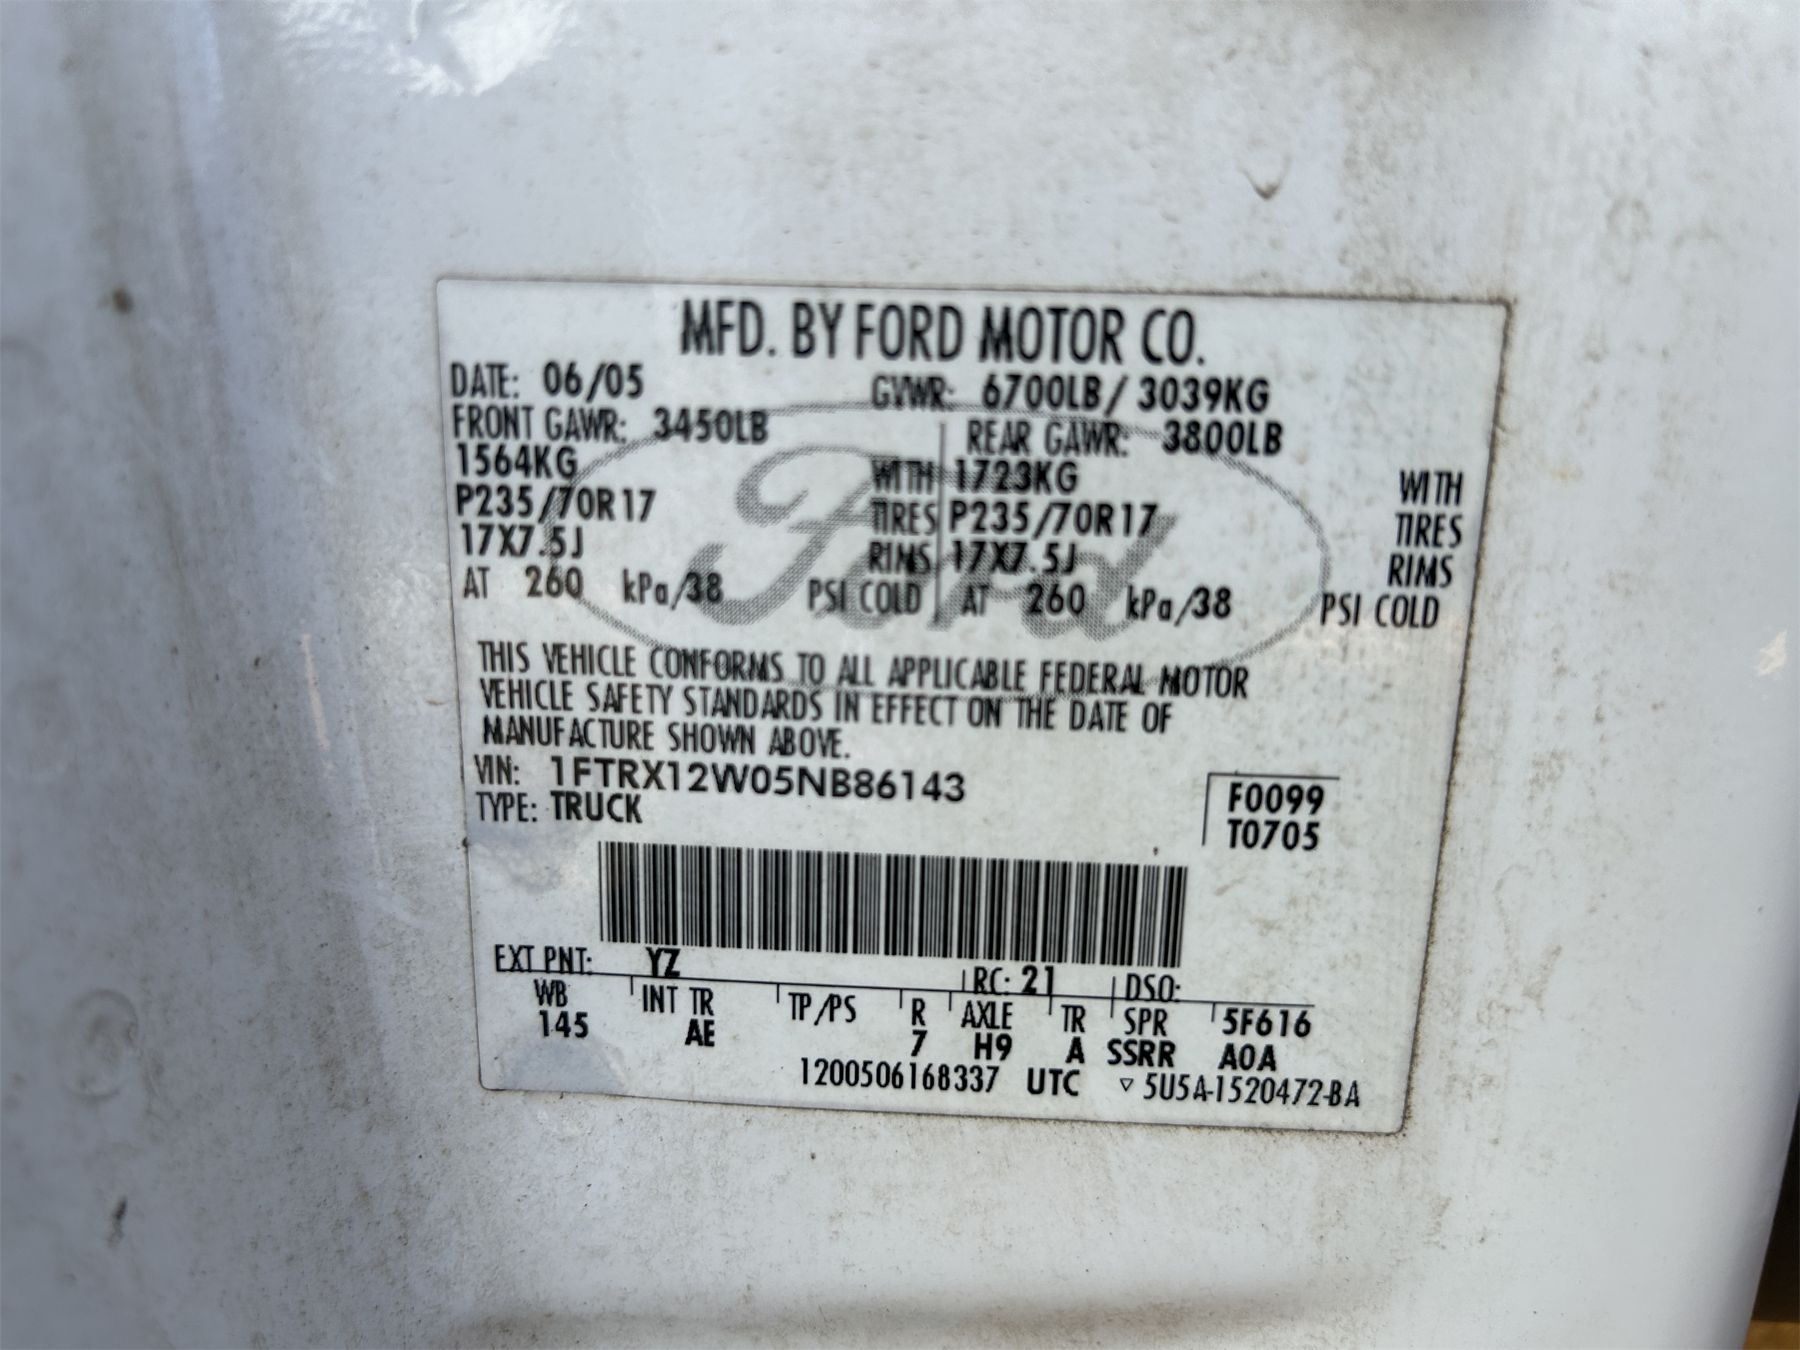 MFD. BY FORD MOTOR CO.
DATE: 06/05 GVWR: 6700LB / 3039KG
FRONT GAWR: 3450LB REAR GAWR: 3800LB
1564KG WITH 1723KG WITH
P235/70R17 TIRES P235/70R17 TIRES
17X7.5J RIMS 17X7.5J RIMS
AT 260 kPa/38 PSI COLD AT 260 kPa/38 PSI COLD
Ford
THIS VEHICLE CONFORMS TO ALL APPLICABLE FEDERAL MOTOR
VEHICLE SAFETY STANDARDS IN EFFECT ON THE DATE OF
MANUFACTURE SHOWN ABOVE.
VIN: 1FTRX12W05NB86143
TYPE: TRUCK
F0099
T0705
EXT PNT: YZ RC: 21 DSO:
WB INT TR TP/PS R AXLE TR SPR 5F616
145 AE 7 H9 A SSRR A0A
1200506168337 UTC ▽ 5U5A-1520472-BA